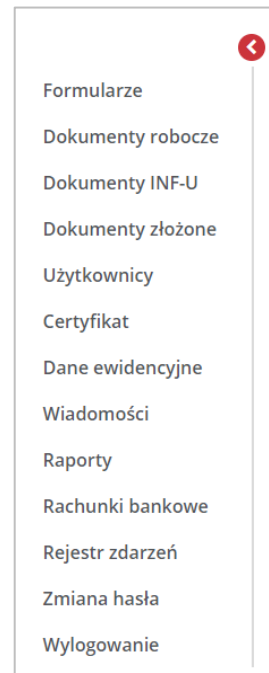 Formularze
Dokumenty robocze
Dokumenty INF-U
Dokumenty złożone
Użytkownicy
Certyfikat
Dane ewidencyjne
Wiadomości
Raporty
Rachunki bankowe
Rejestr zdarzeń
Zmiana hasła
Wylogowanie